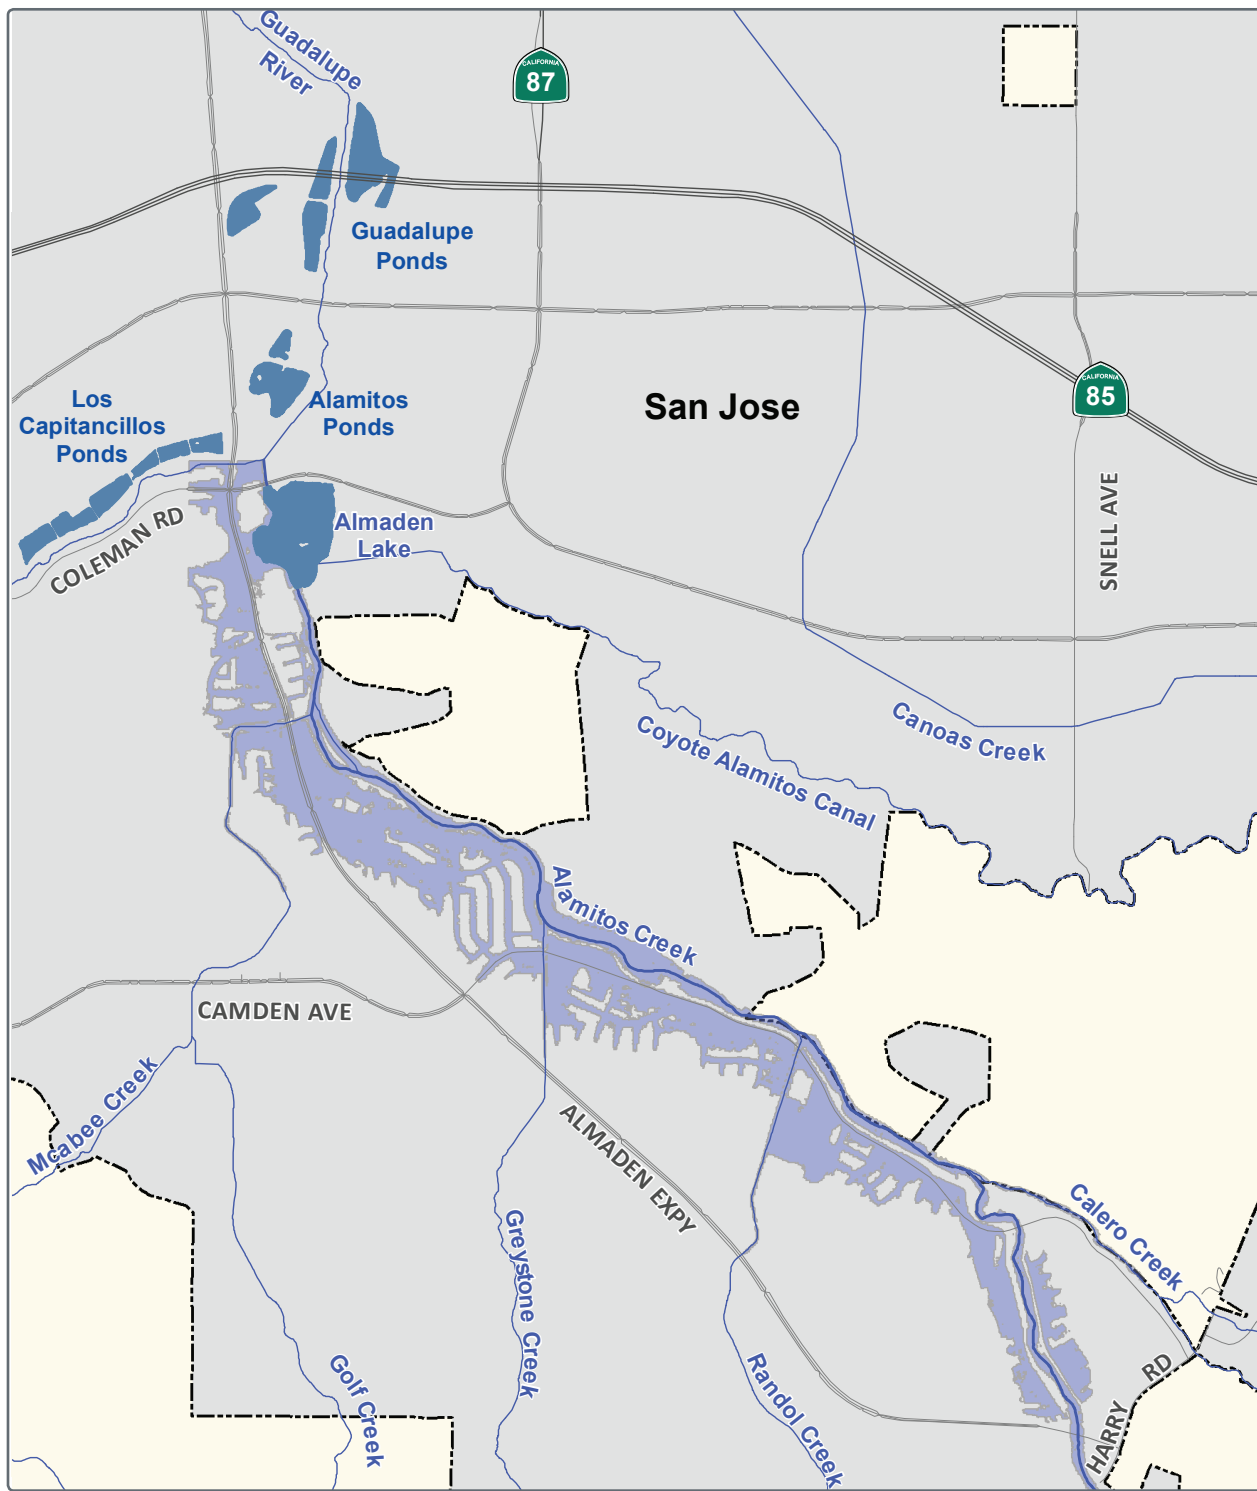 Guadalupe
River
CALIFORNIA
87
Guadalupe
Ponds
Los
Capitancillos
Ponds
Alamitos
Ponds
San Jose
CALIFORNIA
85
COLEMAN RD
Almaden
Lake
SNELL AVE
Canoas Creek
Coyote Alamitos Canal
Alamitos Creek
CAMDEN AVE
Mcabee Creek
ALMADEN EXPY
Calero Creek
Greystone Creek
Golf Creek
Randol Creek
HARRY RD